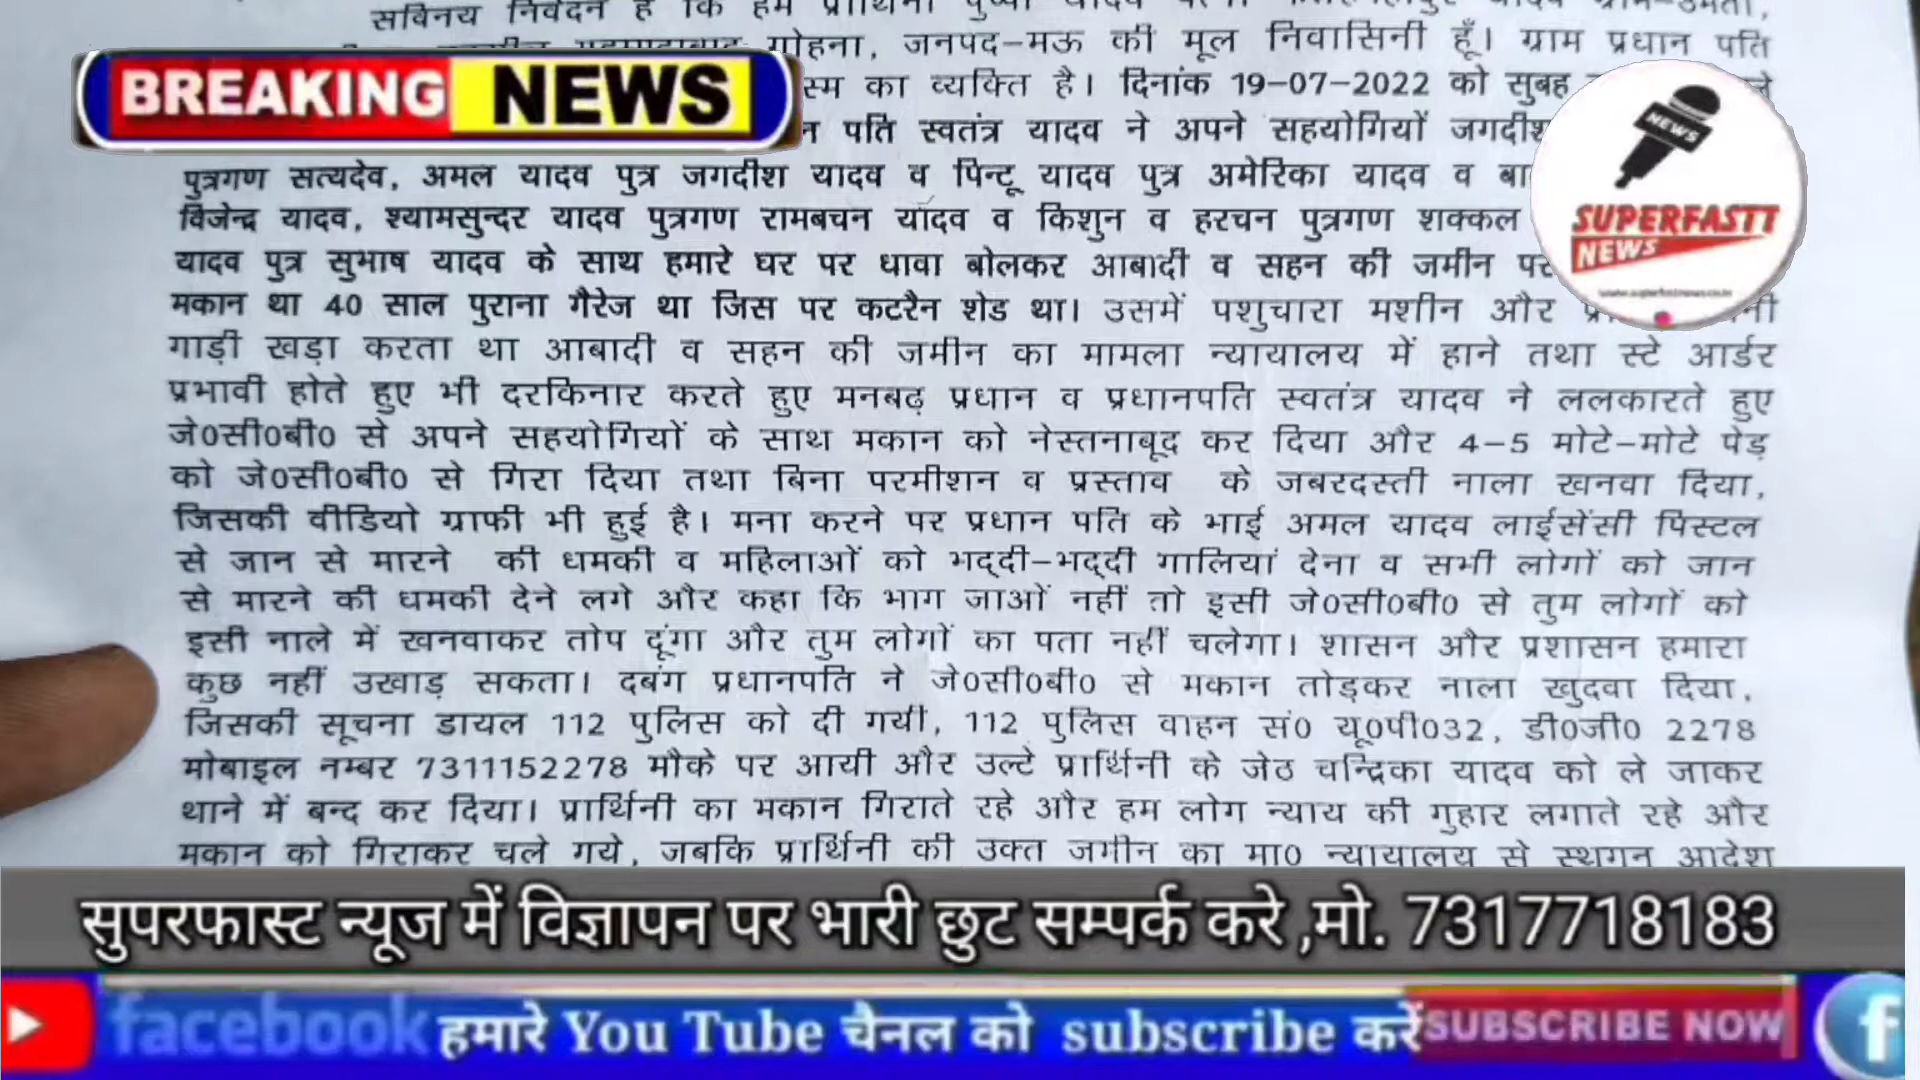 सविनय निवेदन है कि हम
गोहना, जनपद–मऊ की मूल निवासिनी हूँ। ग्राम प्रधान पति
का व्यक्ति है। दिनांक 19–07–2022 को सुबह
पति स्वतंत्र यादव ने अपने सहयोगियों जगदीश
पुत्रगण सत्यदेव, अमल यादव पुत्र जगदीश यादव व पिन्टू यादव पुत्र अमेरिका यादव व
विजेन्द्र यादव, श्यामसुन्दर यादव पुत्रगण रामबचन यादव व किशुन व हरचन पुत्रगण शक्कल
यादव पुत्र सुभाष यादव के साथ हमारे घर पर धावा बोलकर आबादी व सहन की जमीन पर
मकान था 40 साल पुराना गैरेज था जिस पर कटरैन शेड था। उसमें पशुचारा मशीन और
गाड़ी खड़ा करता था आबादी व सहन की जमीन का मामला न्यायालय में हाने तथा स्टे आर्डर
प्रभावी होते हुए भी दरकिनार करते हुए मनबढ़ प्रधान व प्रधानपति स्वतंत्र यादव ने ललकारते हुए
जे0सी0बी0 से अपने सहयोगियों के साथ मकान को नेस्तनाबूद कर दिया और 4–5 मोटे–मोटे पेड़
को जे0सी0बी0 से गिरा दिया तथा बिना परमीशन व प्रस्ताव के जबरदस्ती नाला खनवा दिया,
जिसकी वीडियो ग्राफी भी हुई है। मना करने पर प्रधान पति के भाई अमल यादव लाईसेंसी पिस्टल
से जान से मारने की धमकी व महिलाओं को भद्दी–भद्दी गालियां देना व सभी लोगों को जान
से मारने की धमकी देने लगे और कहा कि भाग जाओं नहीं तो इसी जे0सी0बी0 से तुम लोगों को
इसी नाले में खनवाकर तोप दूंगा और तुम लोगों का पता नहीं चलेगा। शासन और प्रशासन हमारा
कुछ नहीं उखाड़ सकता। दबंग प्रधानपति ने जे0सी0बी0 से मकान तोड़कर नाला खुदवा दिया,
जिसकी सूचना डायल 112 पुलिस को दी गयी, 112 पुलिस वाहन सं0 यू0पी032, डी0जी0 2278
मोबाइल नम्बर 7311152278 मौके पर आयी और उल्टे प्रार्थिनी के जेठ चन्द्रिका यादव को ले जाकर
थाने में बन्द कर दिया। प्रार्थिनी का मकान गिराते रहे और हम लोग न्याय की गुहार लगाते रहे और
मकान को गिराकर चले गये, जबकि प्रार्थिनी की उक्त जमीन का मा0 न्यायालय से स्थगन आदेश
BREAKING NEWS
NEWS
SUPERFASTT
NEWS
सुपरफास्ट न्यूज में विज्ञापन पर भारी छुट सम्पर्क करे ,मो. 7317718183
facebook हमारे You Tube चैनल को subscribe करें SUBSCRIBE NOW f